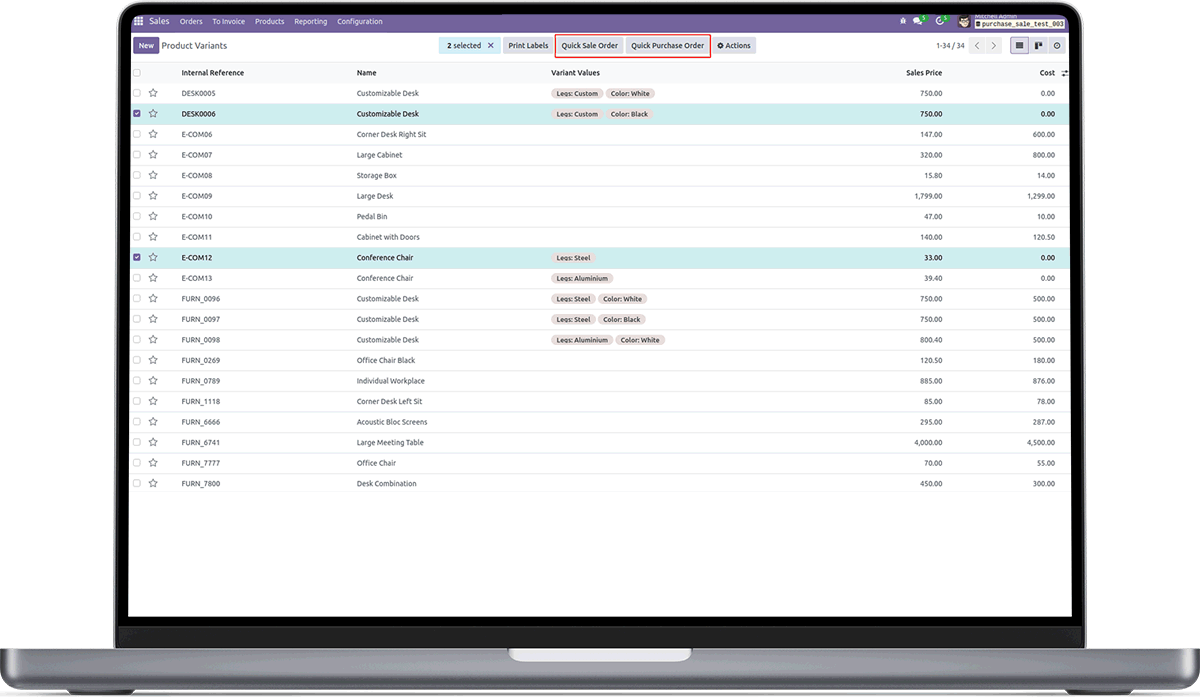 Sales Orders To Invoice Products Reporting Configuration 5 5 Mitchell Admin
purchase_sale_test_003
New Product Variants 2 selected × Print Labels Quick Sale Order Quick Purchase Order Actions 1-34 / 34
Internal Reference Name Variant Values Sales Price Cost
DESK0005 Customizable Desk Legs: Custom Color: White 750.00 0.00
DESK0006 Customizable Desk Legs: Custom Color: Black 750.00 0.00
E-COM06 Corner Desk Right Sit 147.00 600.00
E-COM07 Large Cabinet 320.00 800.00
E-COM08 Storage Box 15.80 14.00
E-COM09 Large Desk 1,799.00 1,299.00
E-COM10 Pedal Bin 47.00 10.00
E-COM11 Cabinet with Doors 140.00 120.50
E-COM12 Conference Chair Legs: Steel 33.00 0.00
E-COM13 Conference Chair Legs: Aluminium 39.40 0.00
FURN_0096 Customizable Desk Legs: Steel Color: White 750.00 500.00
FURN_0097 Customizable Desk Legs: Steel Color: Black 750.00 500.00
FURN_0098 Customizable Desk Legs: Aluminium Color: White 800.40 500.00
FURN_0269 Office Chair Black 120.50 180.00
FURN_0789 Individual Workplace 885.00 876.00
FURN_1118 Corner Desk Left Sit 85.00 78.00
FURN_6666 Acoustic Bloc Screens 295.00 287.00
FURN_6741 Large Meeting Table 4,000.00 4,500.00
FURN_7777 Office Chair 70.00 55.00
FURN_7800 Desk Combination 450.00 300.00